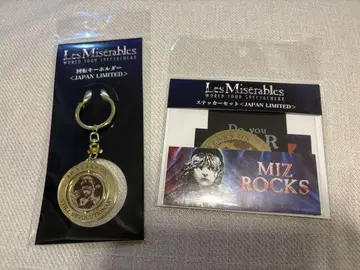 Les Misérables
WORLD TOUR SPECTACULAR
回転キーホルダー
<JAPAN LIMITED>
Les Misérables
WORLD TOUR SPECTACULAR
ステッカーセット<JAPAN LIMITED>
Do you
MIZ
ROCKS